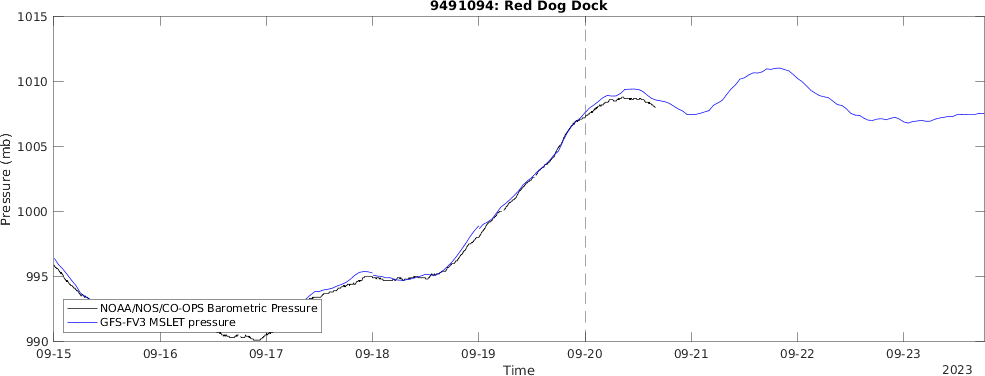 9491094: Red Dog Dock
Pressure (mb)
1015
1010
1005
1000
995
990
NOAA/NOS/CO-OPS Barometric Pressure
GFS-FV3 MSLET pressure
09-15 09-16 09-17 09-18 09-19 09-20 09-21 09-22 09-23
Time
2023